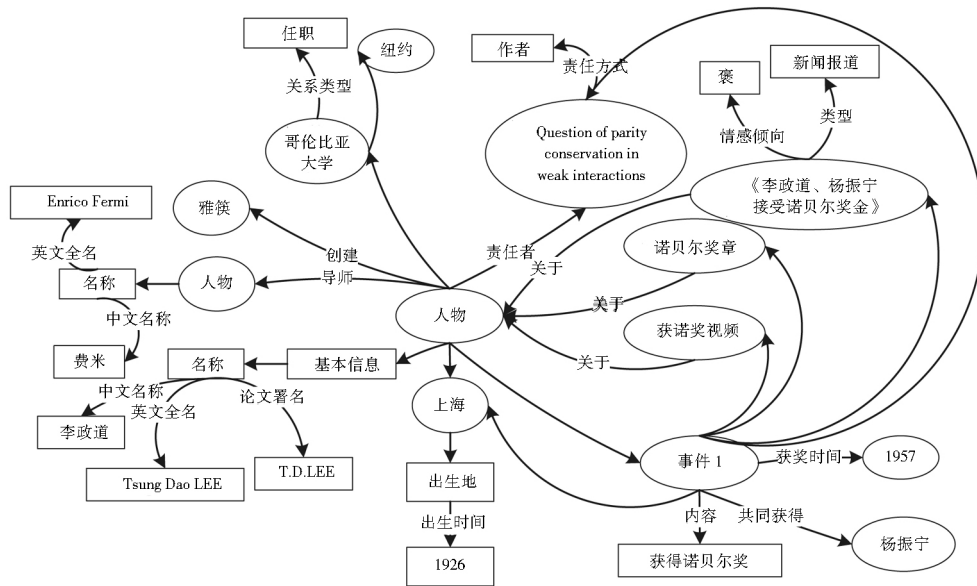 任职
纽约
作者
责任方式
新闻报道
褒
关系类型
类型
情感倾向
哥伦比亚
大学
Question of parity
conservation in
weak interactions
《李政道、杨振宁
接受诺贝尔奖金》
Enrico Fermi
雅筷
英文全名
创建
责任者
诺贝尔奖章
名称
人物
导师
关于
中文名称
人物
关于
获诺奖视频
费米
名称
基本信息
关于
中文名称
论文署名
英文全名
上海
李政道
Tsung Dao LEE
T.D.LEE
出生地
事件 1
获奖时间
1957
出生时间
内容
共同获得
1926
获得诺贝尔奖
杨振宁